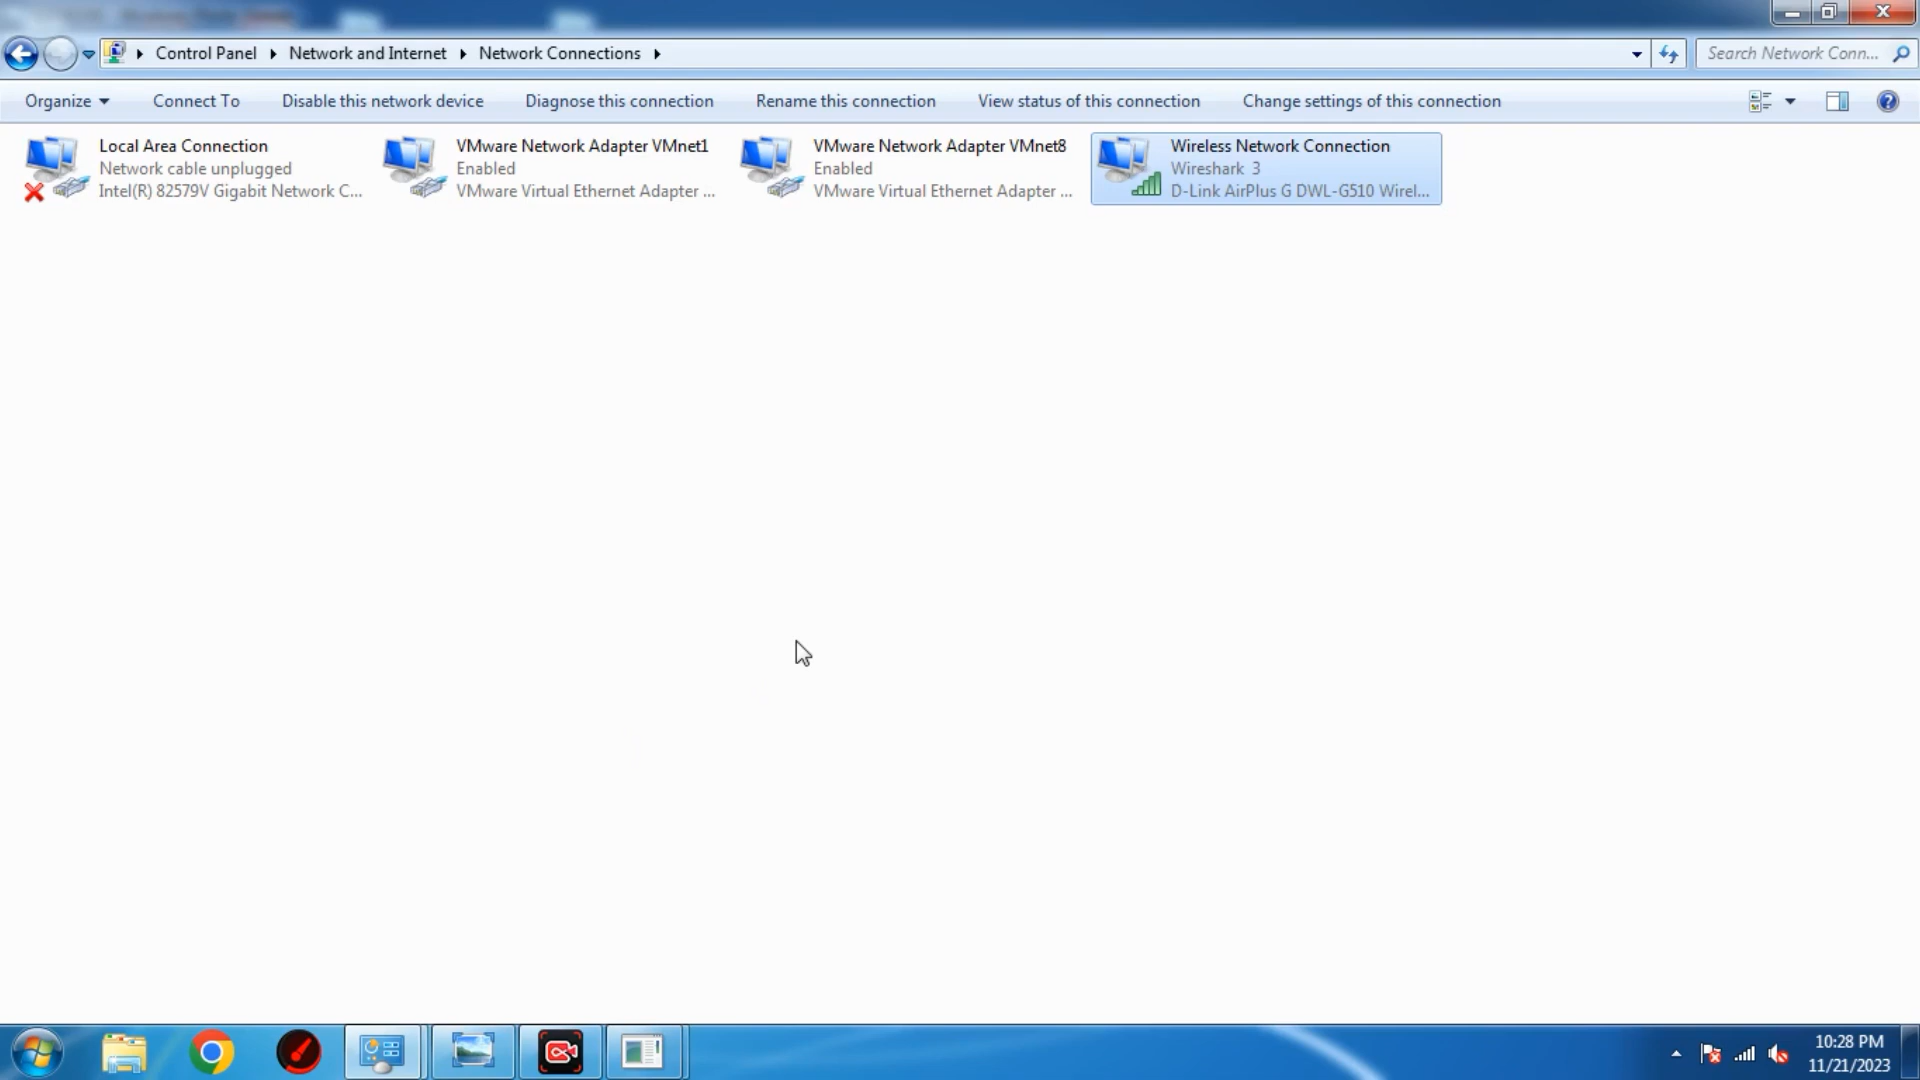 Control Panel Network and Internet Network Connections
Search Network Conn...
Organize Connect To Disable this network device Diagnose this connection Rename this connection View status of this connection Change settings of this connection
Local Area Connection
Network cable unplugged
Intel(R) 82579V Gigabit Network C...
VMware Network Adapter VMnet1
Enabled
VMware Virtual Ethernet Adapter ...
VMware Network Adapter VMnet8
Enabled
VMware Virtual Ethernet Adapter ...
Wireless Network Connection
Wireshark 3
D-Link AirPlus G DWL-G510 Wirel...
10:28 PM
11/21/2023